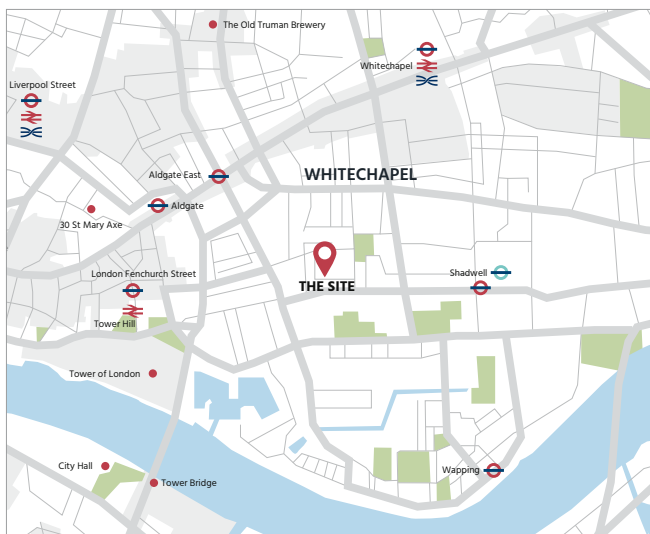 The Old Truman Brewery
Whitechapel
Liverpool Street
Aldgate East
WHITECHAPEL
Aldgate
30 St Mary Axe
London Fenchurch Street
Shadwell
THE SITE
Tower Hill
Tower of London
City Hall
Wapping
Tower Bridge